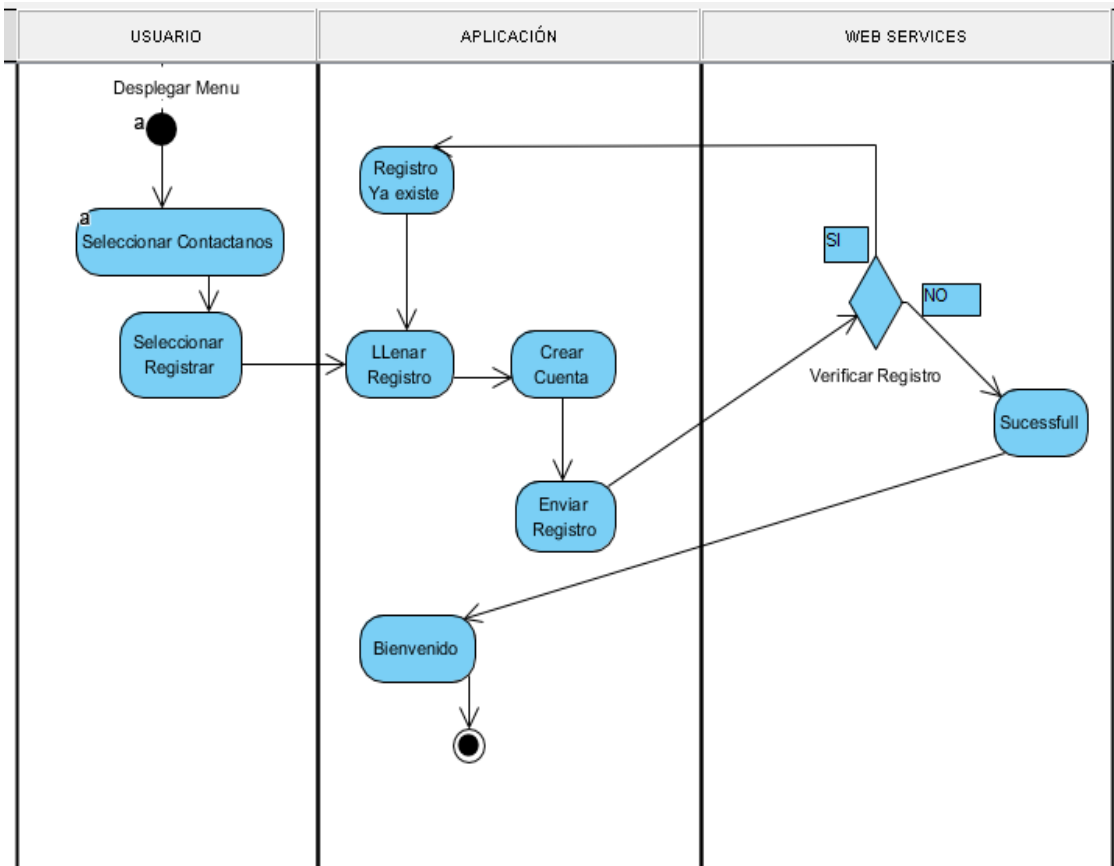 USUARIO
APLICACIÓN
WEB SERVICES
Desplegar Menu
a
a
Seleccionar Contactanos
Seleccionar
Registrar
Registro
Ya existe
LLenar
Registro
Crear
Cuenta
Enviar
Registro
SI
NO
Verificar Registro
Sucessfull
Bienvenido